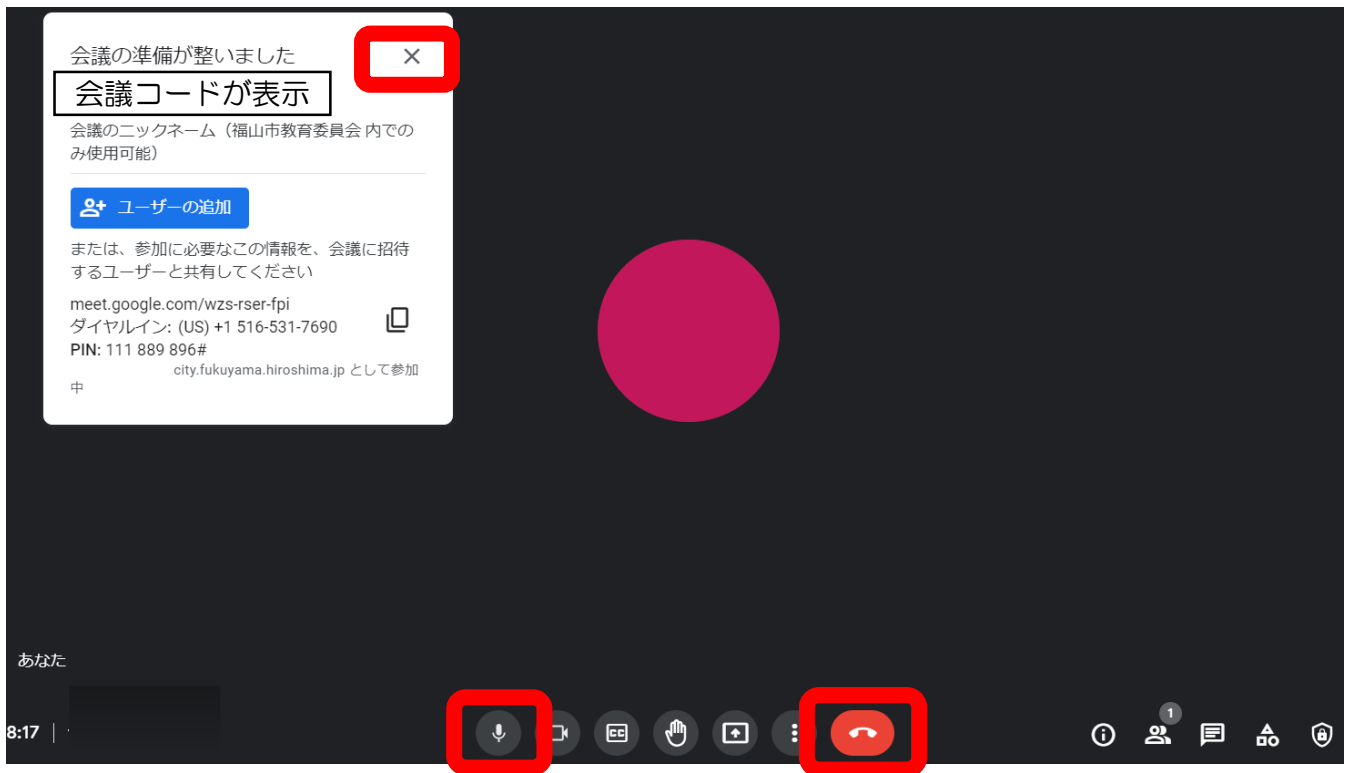 会議の準備が整いました
会議コードが表示
会議のニックネーム（福山市教育委員会 内でのみ使用可能）
ユーザーの追加
または、参加に必要なこの情報を、会議に招待
するユーザーと共有してください
meet.google.com/wzs-rser-fpi
ダイヤルイン: (US) +1 516-531-7690
PIN: 111 889 896#
city.fukuyama.hiroshima.jp として参加
中
あなた
8:17
CC
1